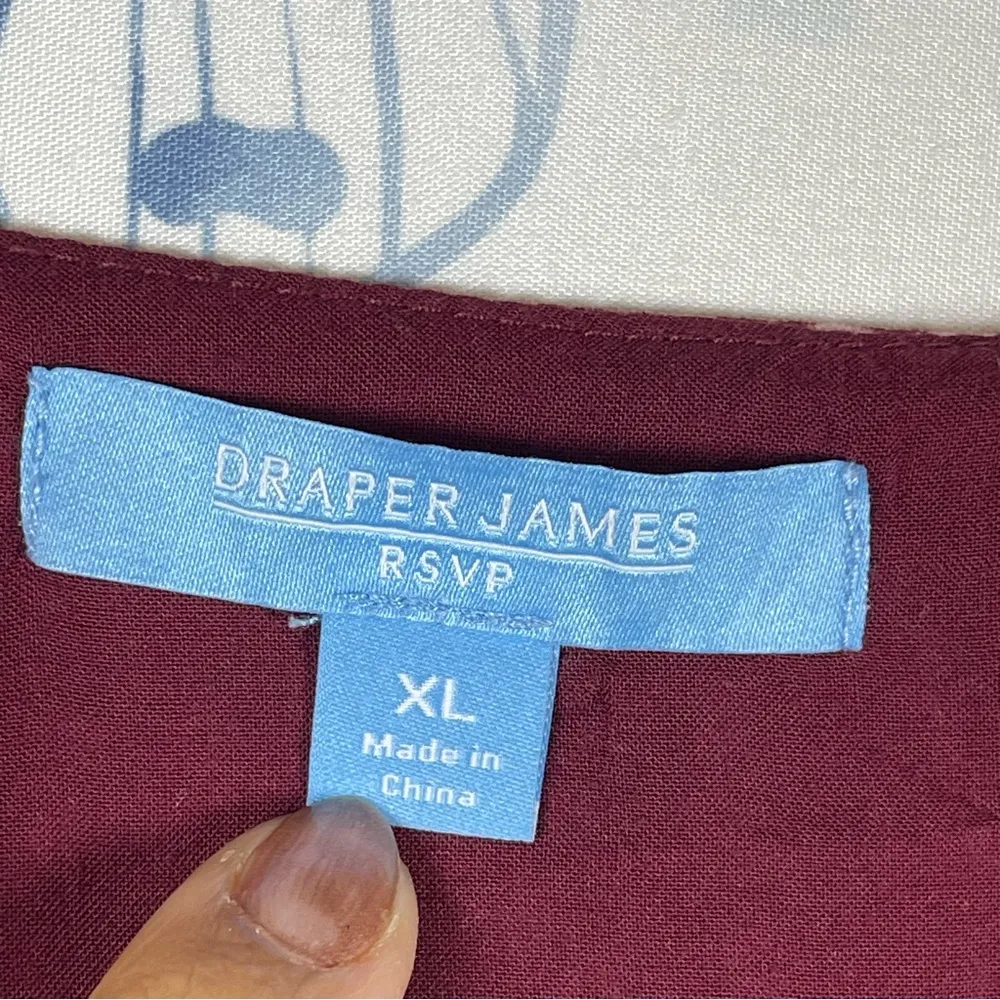 DRAPER JAMES
RSVP
XL
Made in
China